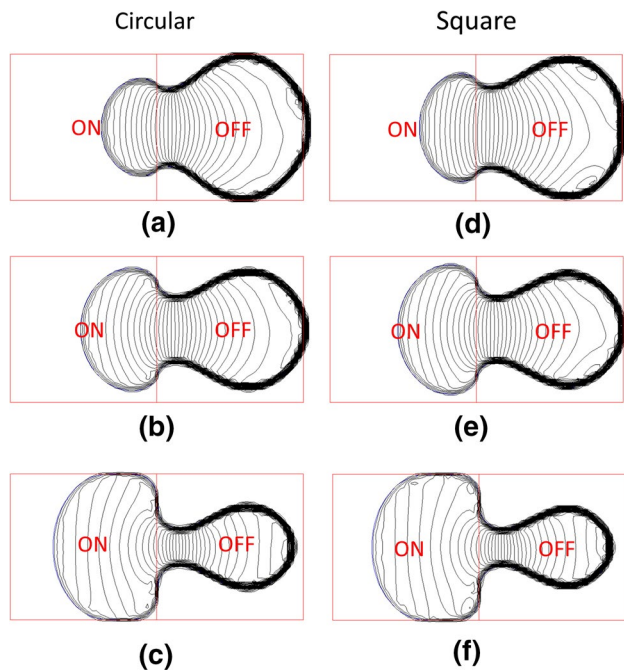 Circular
Square
ON OFF
ON OFF
(a)
(d)
ON OFF
ON OFF
(b)
(e)
ON OFF
ON OFF
(c)
(f)